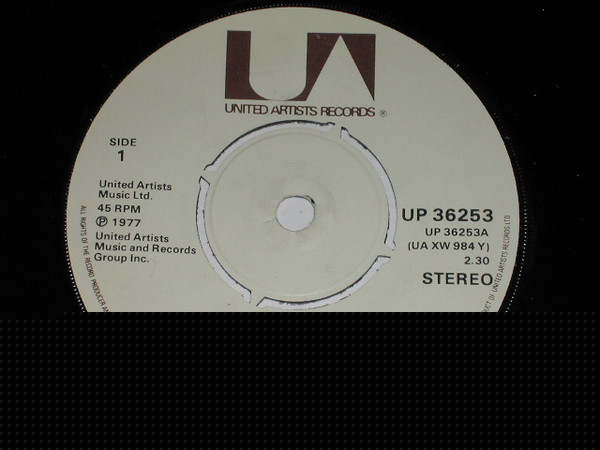 UA
UNITED ARTISTS RECORDS ®
SIDE
1
United Artists
Music Ltd.
45 RPM
Ⓟ 1977
United Artists
Music and Records
Group Inc.
UP 36253
UP 36253A
(UA XW 984 Y)
2.30
STEREO
ALL RIGHTS OF THE RECORD PRODUCER
OF UNITED ARTISTS RECORDS LTD